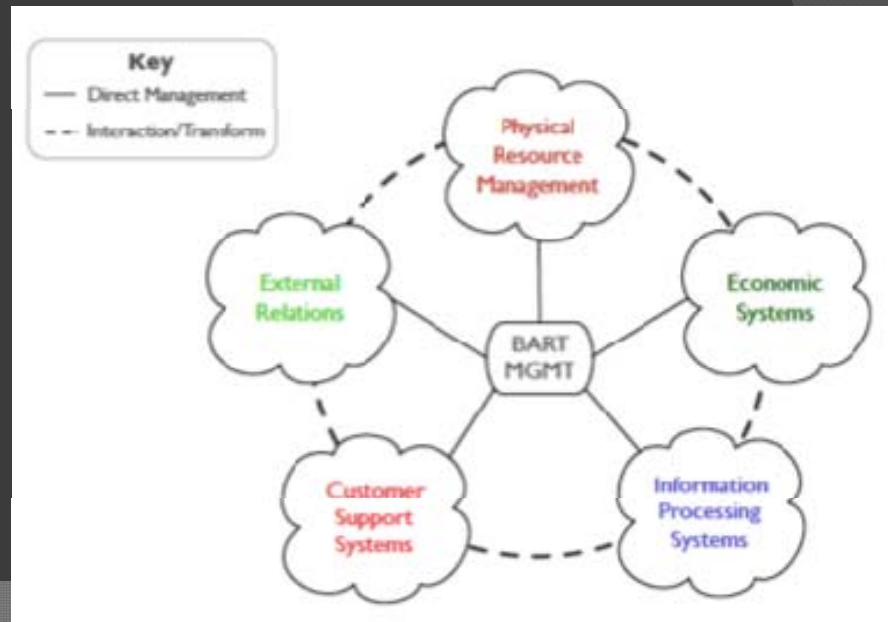 Key
Direct Management
Interaction/Transform
Physical
Resource
Management
External
Relations
Economic
Systems
BART
MGMT
Customer
Support
Systems
Information
Processing
Systems